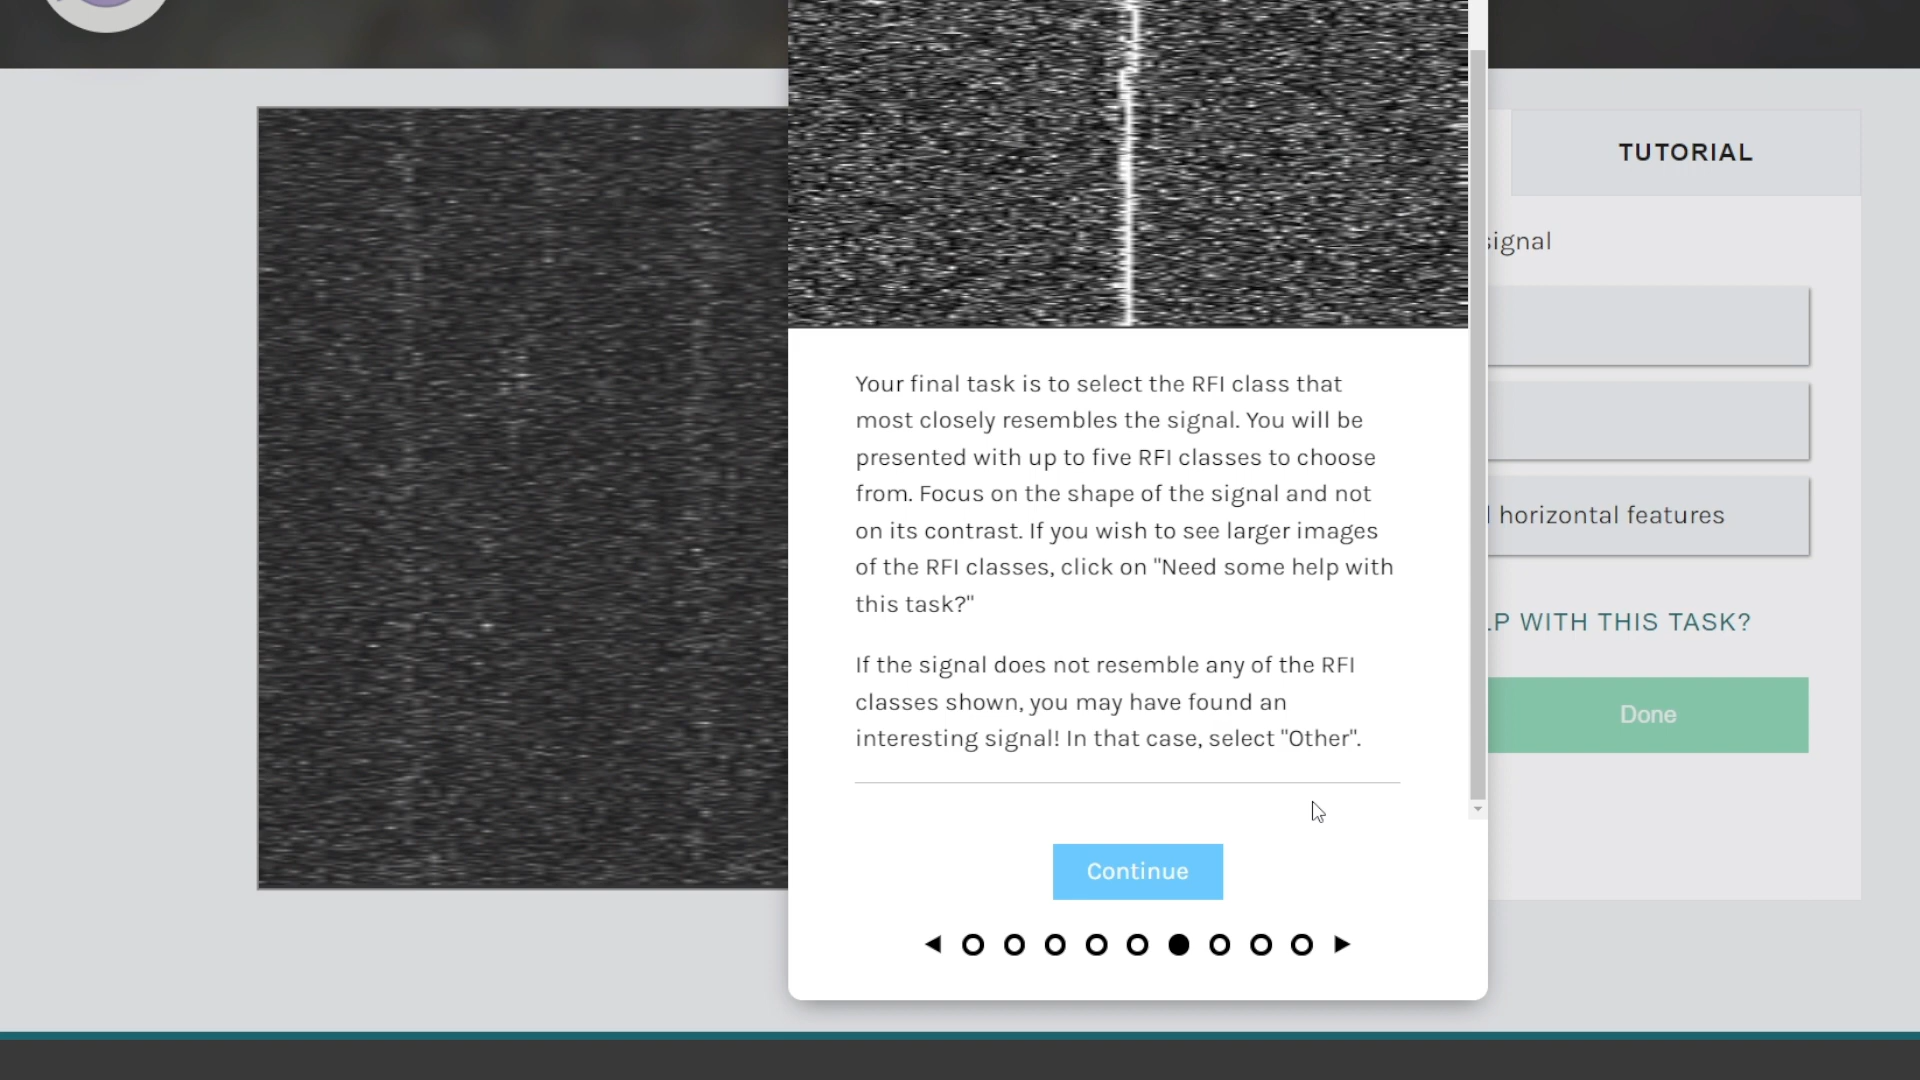 TUTORIAL
signal
horizontal features
WITH THIS TASK?
Done
Your final task is to select the RFI class that
most closely resembles the signal. You will be
presented with up to five RFI classes to choose
from. Focus on the shape of the signal and not
on its contrast. If you wish to see larger images
of the RFI classes, click on "Need some help with
this task?"
If the signal does not resemble any of the RFI
classes shown, you may have found an
interesting signal! In that case, select "Other".
Continue